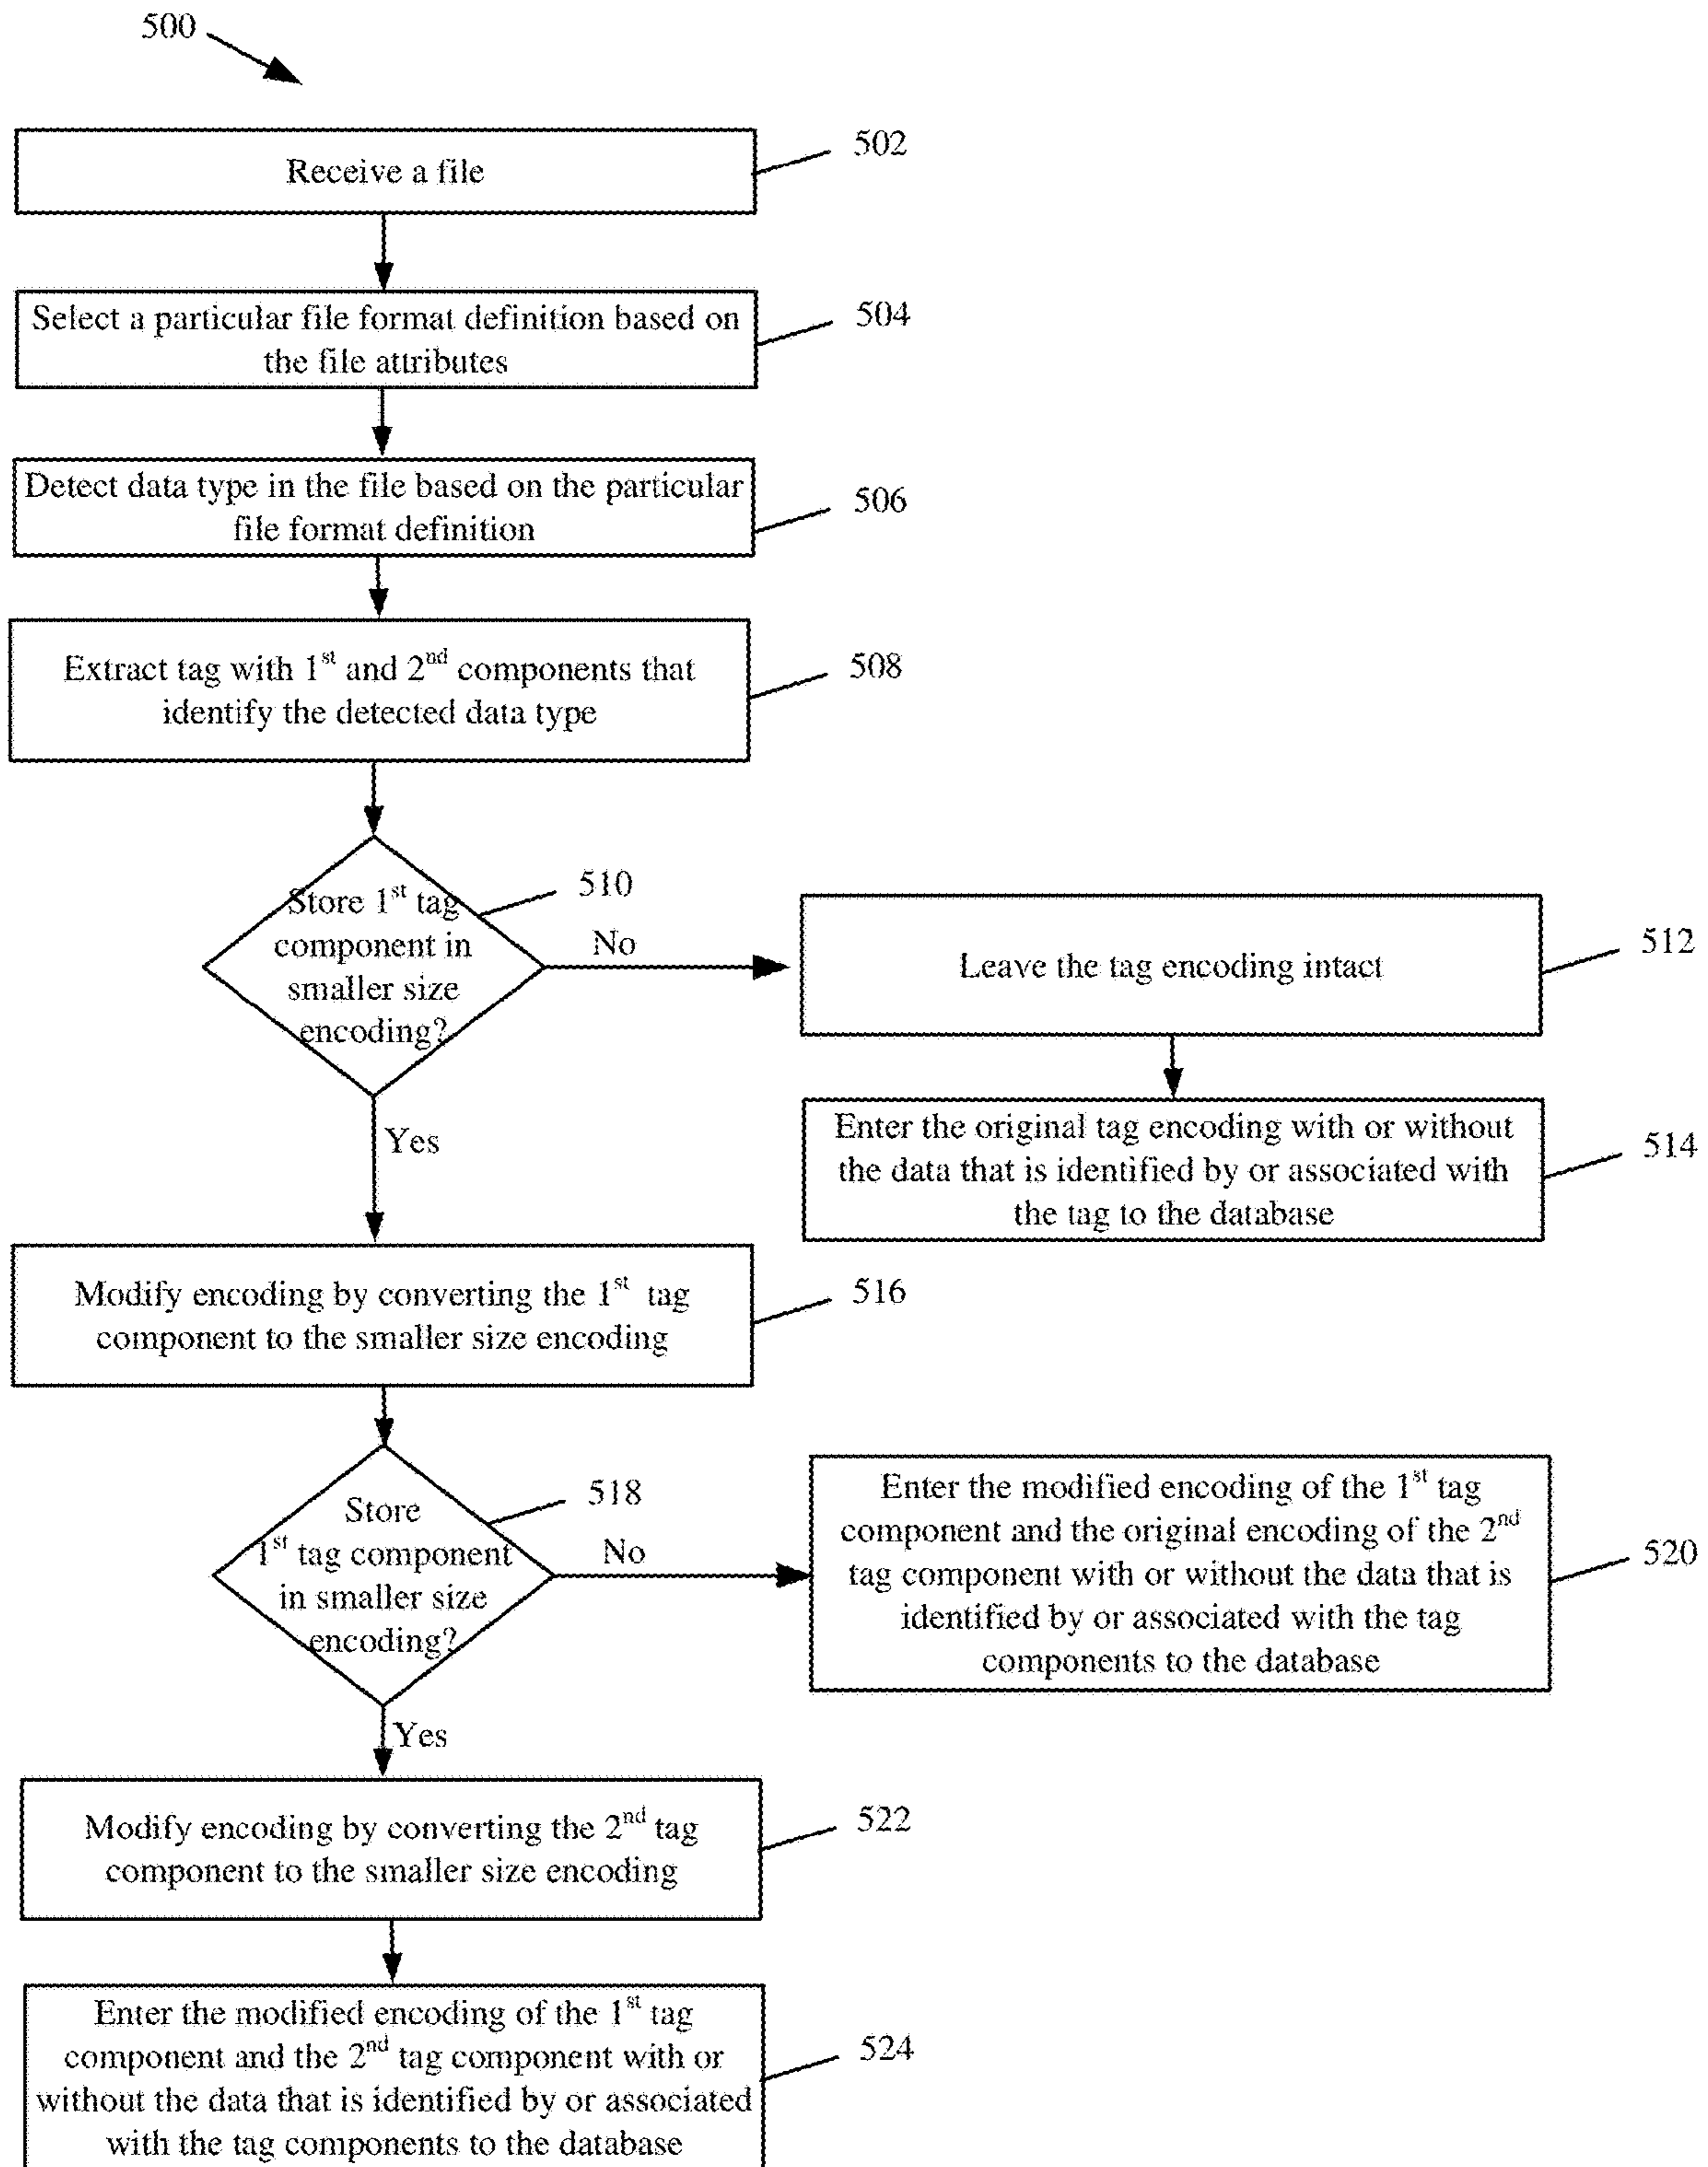 500
Receive a file
502
Select a particular file format definition based on
the file attributes
504
Detect data type in the file based on the particular
file format definition
506
Extract tag with 1st and 2nd components that
identify the detected data type
508
Store 1st tag
component in
smaller size
encoding?
510
No
Leave the tag encoding intact
512
Enter the original tag encoding with or without
the data that is identified by or associated with
the tag to the database
514
Yes
Modify encoding by converting the 1st tag
component to the smaller size encoding
516
Store
1st tag component
in smaller size
encoding?
518
No
Enter the modified encoding of the 1st tag
component and the original encoding of the 2nd
tag component with or without the data that is
identified by or associated with the tag
components to the database
520
Yes
Modify encoding by converting the 2nd tag
component to the smaller size encoding
522
Enter the modified encoding of the 1st tag
component and the 2nd tag component with or
without the data that is identified by or associated
with the tag components to the database
524